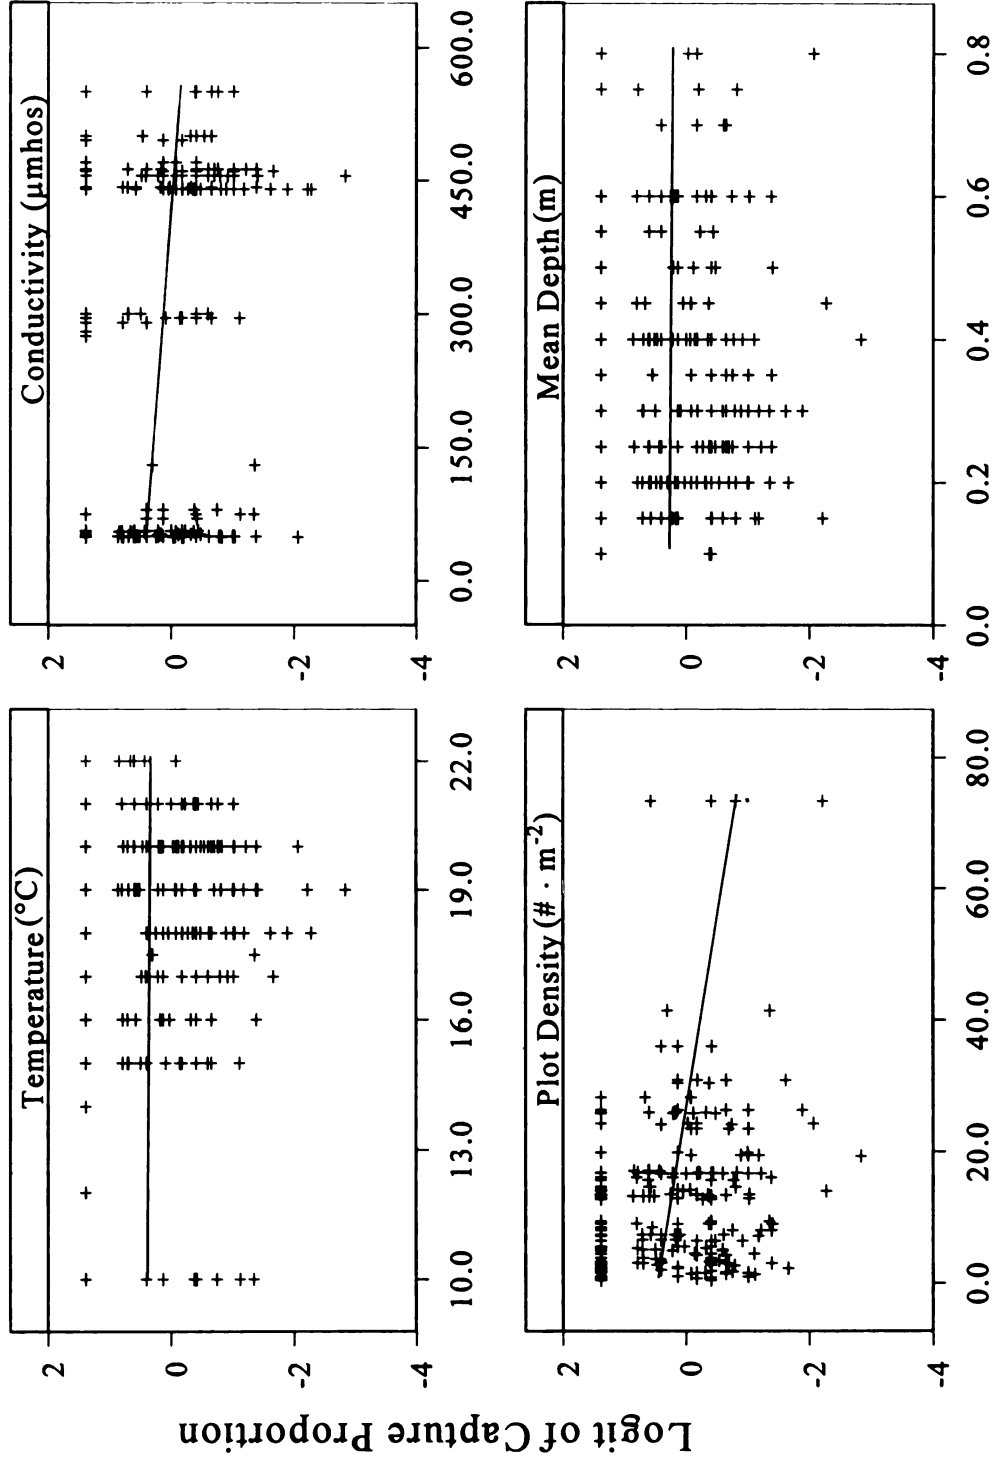 Logit of Capture Proportion
Temperature (°C)
2
0
-2
-4
10.0 13.0 16.0 19.0 22.0
Conductivity (μmhos)
2
0
-2
-4
0.0 150.0 300.0 450.0 600.0
Plot Density (# · m⁻²)
2
0
-2
-4
0.0 20.0 40.0 60.0 80.0
Mean Depth (m)
2
0
-2
-4
0.0 0.2 0.4 0.6 0.8